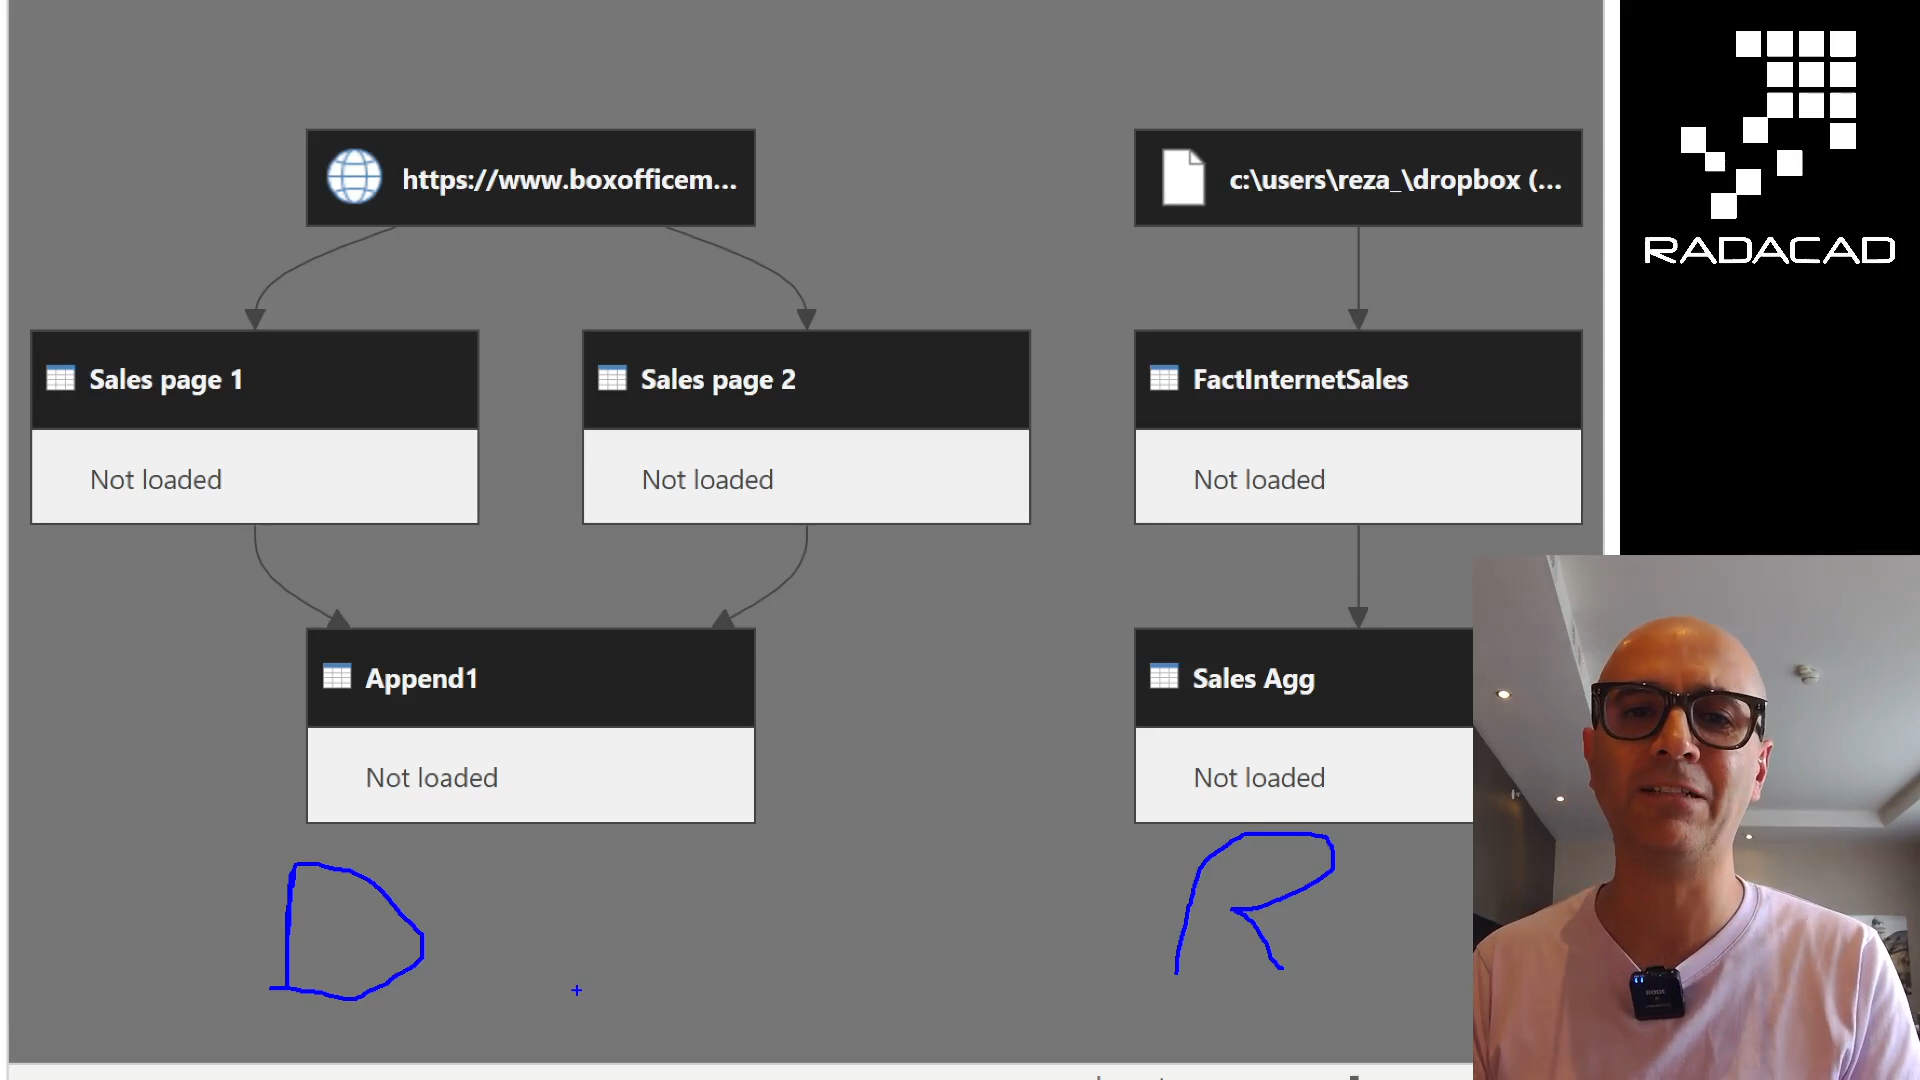 https://www.boxofficem...
c:\users\reza_\dropbox (...
RADACAD
Sales page 1
Sales page 2
FactInternetSales
Not loaded
Not loaded
Not loaded
Append1
Sales Agg
Not loaded
Not loaded
D
R
RODE